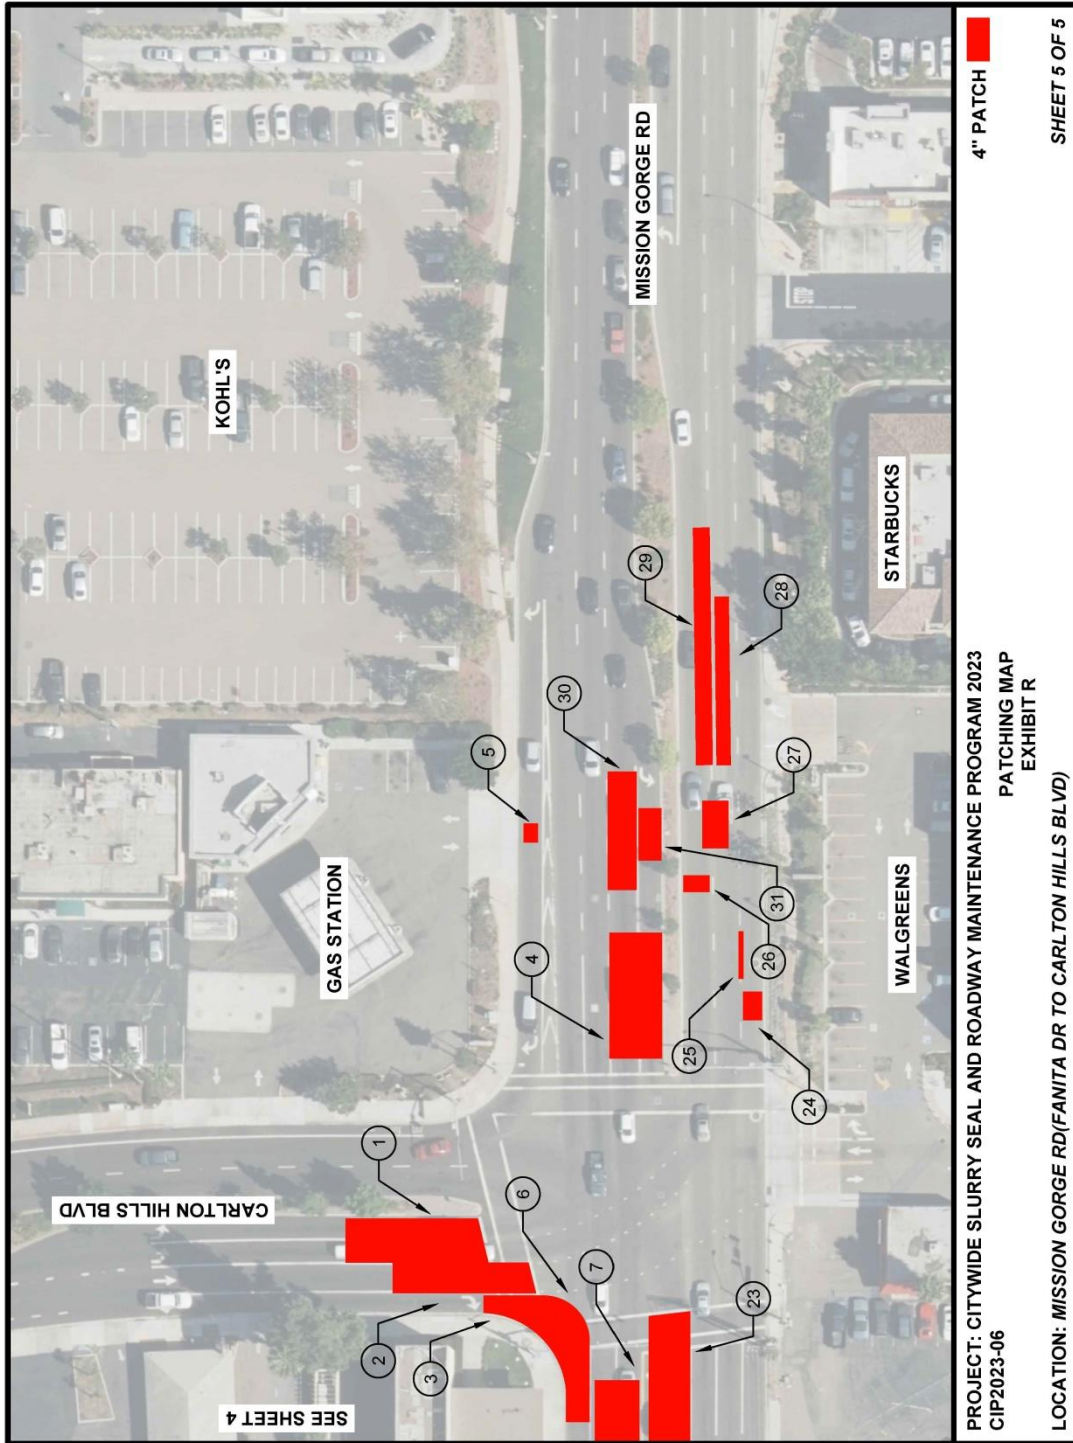 SEE SHEET 4
CARLTON HILLS BLVD
GAS STATION
KOHL'S
MISSION GORGE RD
WALGREENS
STARBUCKS
STOP
1
2
3
4
5
6
7
23
24
25
26
27
28
29
30
31
PROJECT: CITYWIDE SLURRY SEAL AND ROADWAY MAINTENANCE PROGRAM 2023
CIP2023-06
PATCHING MAP
EXHIBIT R
LOCATION: MISSION GORGE RD(FANITA DR TO CARLTON HILLS BLVD)
4" PATCH
SHEET 5 OF 5